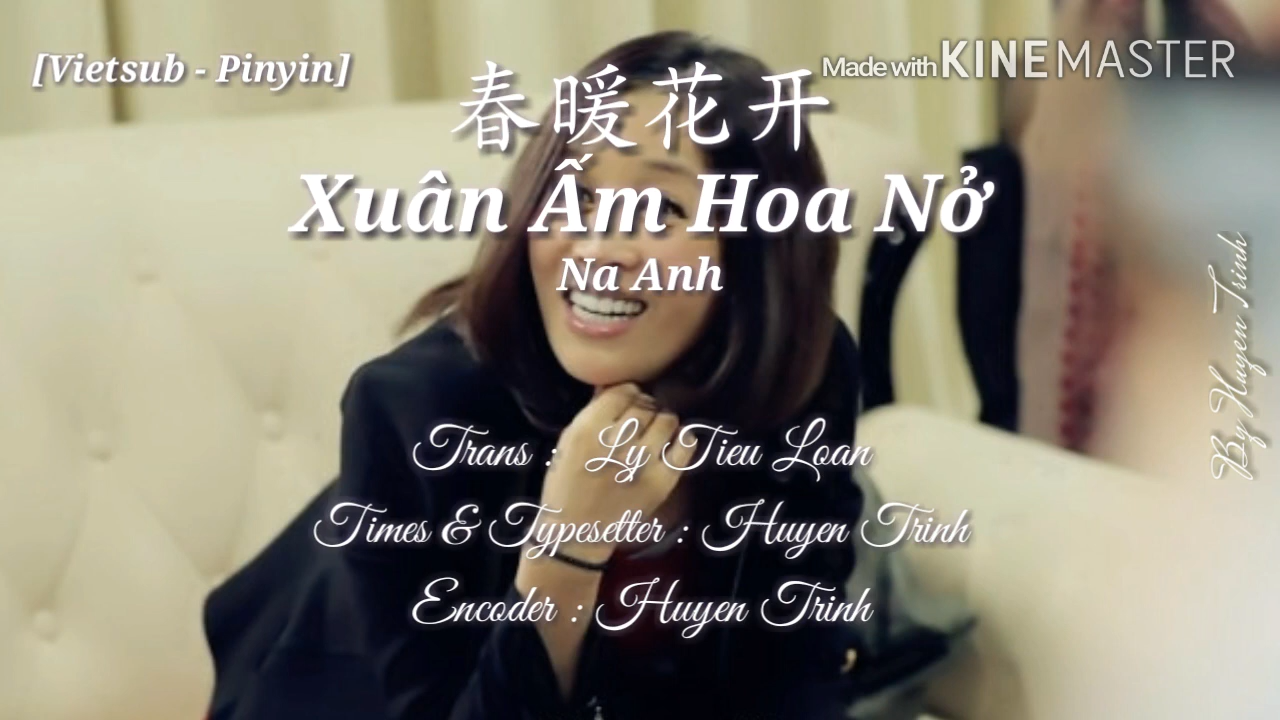 [Vietsub - Pinyin]
Made with KINEMASTER
春暖花开
Xuân Ấm Hoa Nở
Na Anh
By Huyen Trinh
Trans : Ly Tieu Loan
Times & Typesetter : Huyen Trinh
Encoder : Huyen Trinh